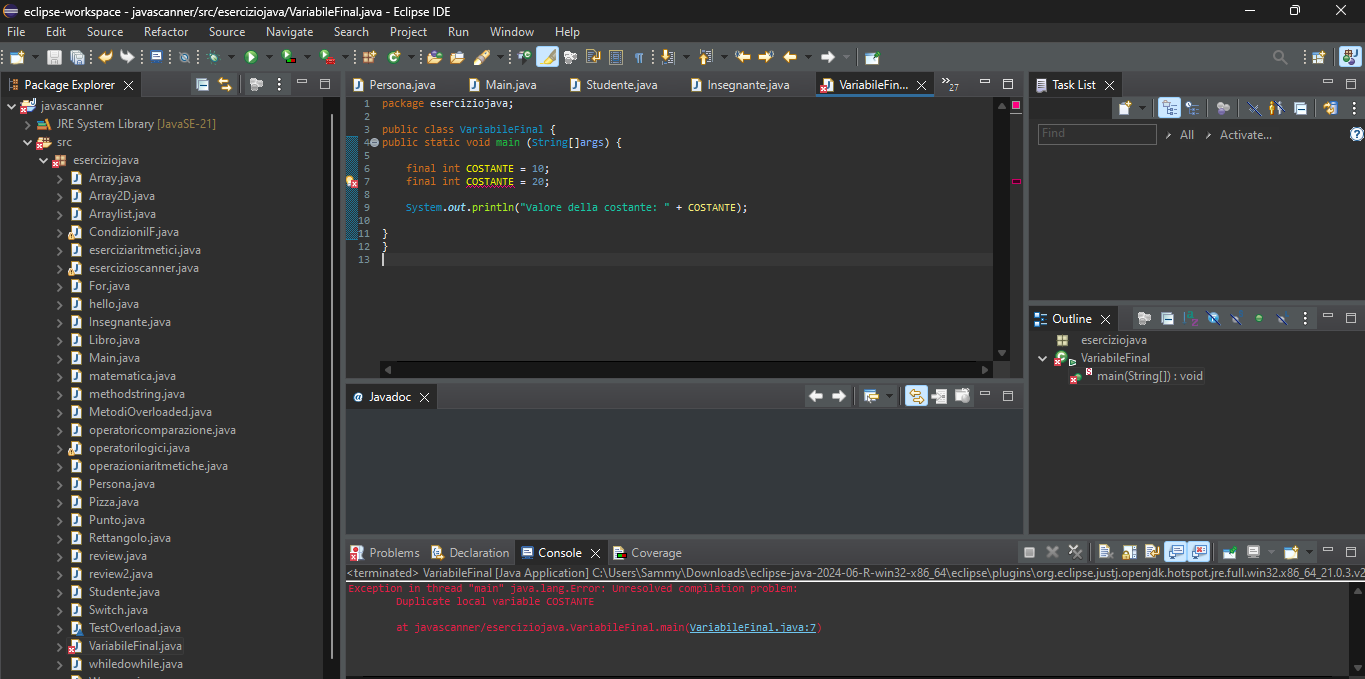 eclipse-workspace - javascanner/src/eserciziojava/VariabileFinal.java - Eclipse IDE
File Edit Source Refactor Source Navigate Search Project Run Window Help
Package Explorer
javascanner
JRE System Library [JavaSE-21]
src
eserciziojava
Array.java
Array2D.java
Arraylist.java
CondizioniIF.java
eserciziaritmetici.java
esercizioscanner.java
For.java
hello.java
Insegnante.java
Libro.java
Main.java
matematica.java
methodstring.java
MetodiOverloaded.java
operatoricomparazione.java
operatorilogici.java
operazioniaritmetiche.java
Persona.java
Pizza.java
Punto.java
Rettangolo.java
review.java
review2.java
Studente.java
Switch.java
TestOverload.java
VariabileFinal.java
whiledowhile.java
Persona.java Main.java Studente.java Insegnante.java VariabileFin... »27
1 package eserciziojava;
2
3 public class VariabileFinal {
4 public static void main (String[]args) {
5
6 final int COSTANTE = 10;
7 final int COSTANTE = 20;
8
9 System.out.println("Valore della costante: " + COSTANTE);
10
11 }
12 }
13
@ Javadoc
Problems Declaration Console Coverage
<terminated> VariabileFinal [Java Application] C:\Users\Sammy\Downloads\eclipse-java-2024-06-R-win32-x86_64\eclipse\plugins\org.eclipse.justj.openjdk.hotspot.jre.full.win32.x86_64_21.0.3.v2
Exception in thread "main" java.lang.Error: Unresolved compilation problem:
Duplicate local variable COSTANTE
at javascanner/eserciziojava.VariabileFinal.main(VariabileFinal.java:7)
Task List
Find All Activate...
Outline
eserciziojava
VariabileFinal
main(String[]) : void